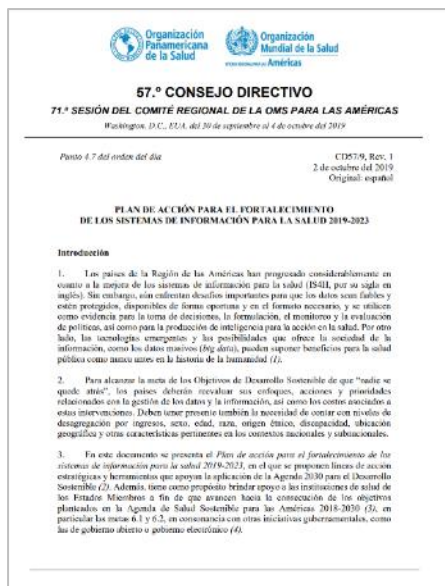 Organización
Panamericana
de la Salud
Organización
Mundial de la Salud
Américas
57.º CONSEJO DIRECTIVO
71.ª SESIÓN DEL COMITÉ REGIONAL DE LA OMS PARA LAS AMÉRICAS
Washington, D.C., EUA, del 30 de septiembre al 4 de octubre del 2019
Punto 4.7 del orden del día
CD57/9, Rev. 1
2 de octubre del 2019
Original: español
PLAN DE ACCIÓN PARA EL FORTALECIMIENTO
DE LOS SISTEMAS DE INFORMACIÓN PARA LA SALUD 2019-2023
Introducción
1. Los países de la Región de las Américas han progresado considerablemente en
cuanto a la mejora de los sistemas de información para la salud (IS4H, por su sigla en
inglés). Sin embargo, aún enfrentan desafíos importantes para que los datos sean fiables y
estén protegidos, disponibles de forma oportuna y en el formato necesario, y se utilicen
como evidencia para la toma de decisiones, la formulación, el monitoreo y la evaluación
de políticas, así como para la producción de inteligencia para la acción en la salud. Por otro
lado, las tecnologías emergentes y las posibilidades que ofrece la sociedad de la
información, como los datos masivos (big data), pueden suponer beneficios para la salud
pública como nunca antes en la historia de la humanidad (1).
2. Para alcanzar la meta de los Objetivos de Desarrollo Sostenible de que “nadie se
quede atrás”, los países deberán reevaluar sus enfoques, acciones y prioridades
relacionados con la gestión de los datos y la información, así como los costos asociados a
estas intervenciones. Deben tener presente también la necesidad de contar con niveles de
desagregación por ingresos, sexo, edad, raza, origen étnico, discapacidad, ubicación
geográfica y otras características pertinentes en los contextos nacionales y subnacionales.
3. En este documento se presenta el Plan de acción para el fortalecimiento de los
sistemas de información para la salud 2019-2023, en el que se proponen líneas de acción
estratégicas y herramientas que apoyan la aplicación de la Agenda 2030 para el Desarrollo
Sostenible (2). Además, tiene como propósito brindar apoyo a las instituciones de salud de
los Estados Miembros a fin de que avancen hacia la consecución de los objetivos
planteados en la Agenda de Salud Sostenible para las Américas 2018-2030 (3), en
particular las metas 6.1 y 6.2, en consonancia con otras iniciativas gubernamentales, como
las de gobierno abierto o gobierno electrónico (4).